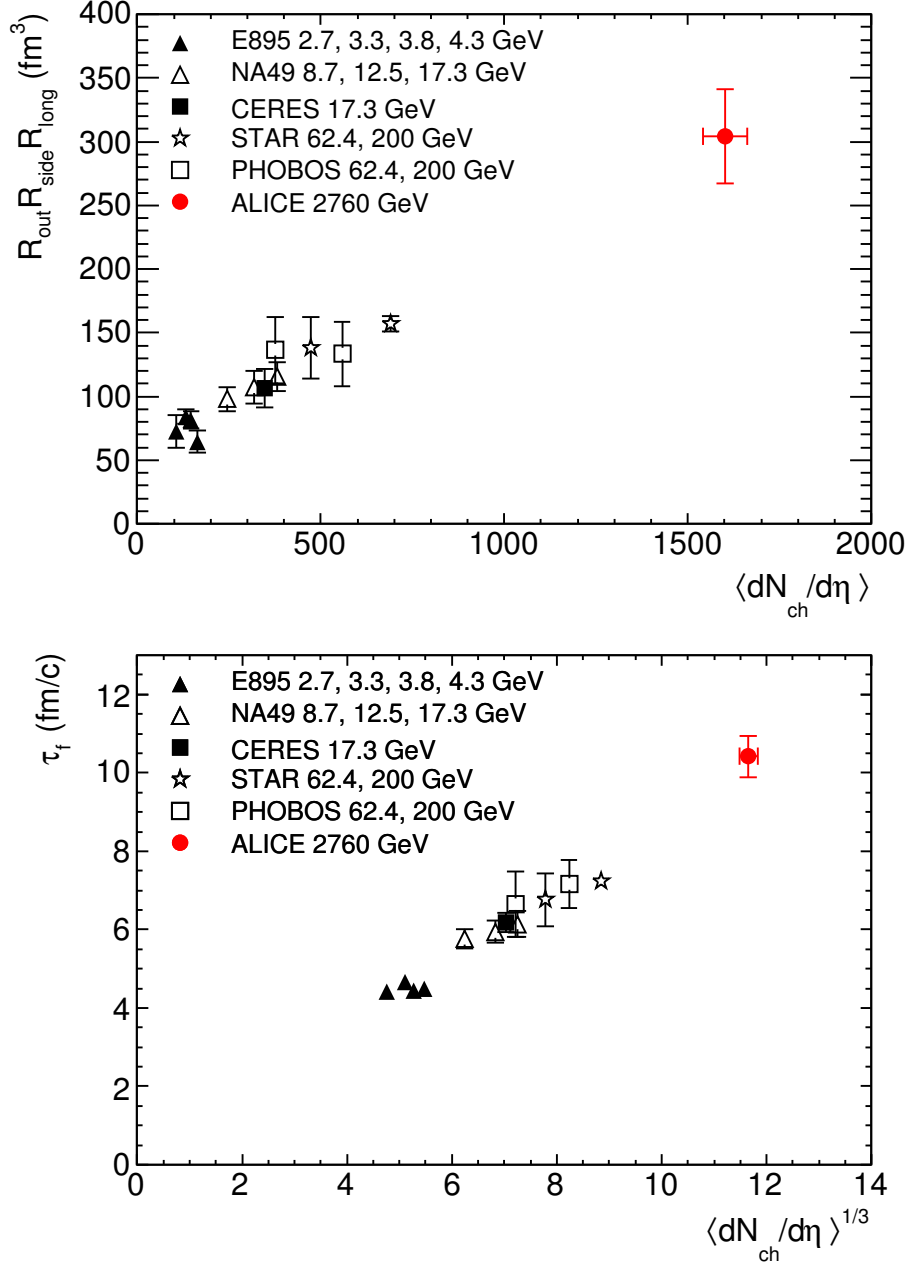 R_out R_side R_long (fm³)
400
350
300
250
200
150
100
50
0
E895 2.7, 3.3, 3.8, 4.3 GeV
NA49 8.7, 12.5, 17.3 GeV
CERES 17.3 GeV
STAR 62.4, 200 GeV
PHOBOS 62.4, 200 GeV
ALICE 2760 GeV
0 500 1000 1500 2000
⟨dN_ch/dη⟩
τ_f (fm/c)
12
10
8
6
4
2
0
E895 2.7, 3.3, 3.8, 4.3 GeV
NA49 8.7, 12.5, 17.3 GeV
CERES 17.3 GeV
STAR 62.4, 200 GeV
PHOBOS 62.4, 200 GeV
ALICE 2760 GeV
0 2 4 6 8 10 12 14
⟨dN_ch/dη⟩^1/3